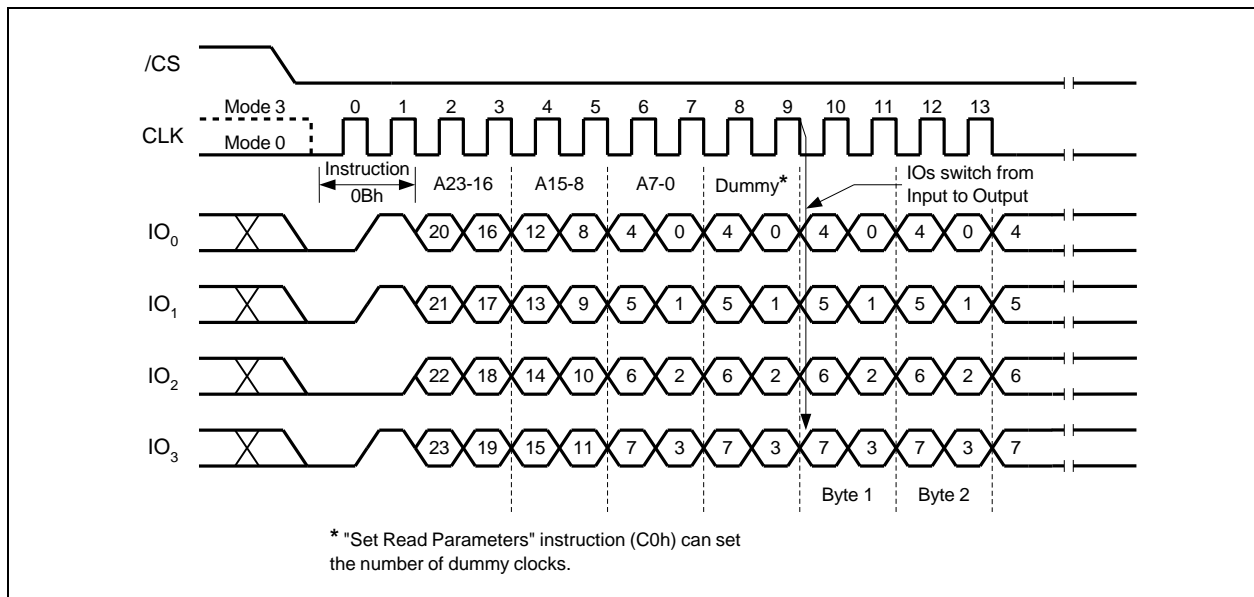 /CS
Mode 3 0 1 2 3 4 5 6 7 8 9 10 11 12 13
CLK Mode 0
Instruction A23-16 A15-8 A7-0 Dummy* IOs switch from
0Bh Input to Output
IO0 20 16 12 8 4 0 4 0 4 0 4 0 4
IO1 21 17 13 9 5 1 5 1 5 1 5 1 5
IO2 22 18 14 10 6 2 6 2 6 2 6 2 6
IO3 23 19 15 11 7 3 7 3 7 3 7 3 7
Byte 1 Byte 2
* "Set Read Parameters" instruction (C0h) can set
the number of dummy clocks.